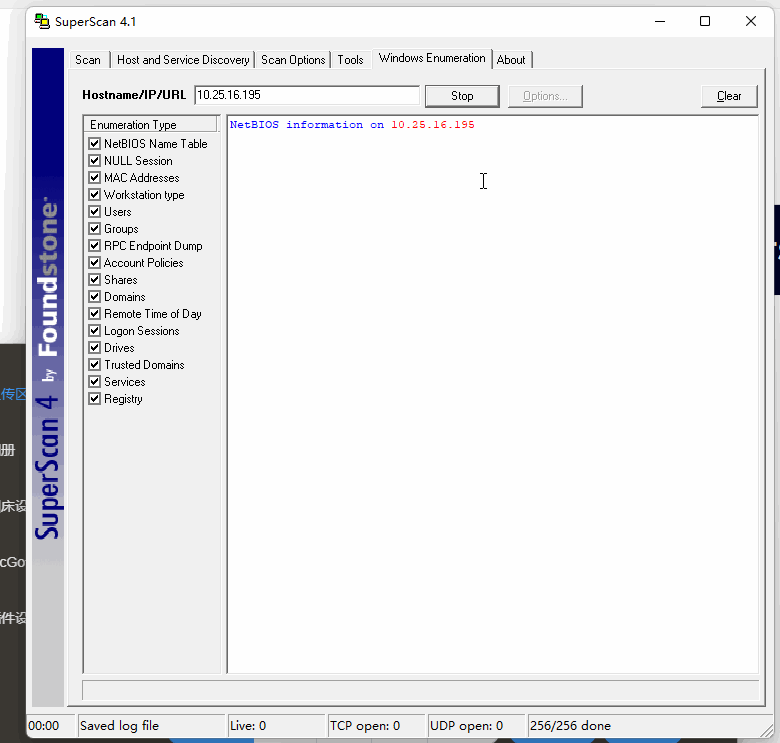 SuperScan 4.1
Scan
Host and Service Discovery
Scan Options
Tools
Windows Enumeration
About
Hostname/IP/URL
10.25.16.195
Stop
Options...
Clear
Enumeration Type
NetBIOS Name Table
NULL Session
MAC Addresses
Workstation type
Users
Groups
RPC Endpoint Dump
Account Policies
Shares
Domains
Remote Time of Day
Logon Sessions
Drives
Trusted Domains
Services
Registry
NetBIOS information on 10.25.16.195
SuperScan 4 by Foundstone
传区
册
床设
cGo
件设
00:00
Saved log file
Live: 0
TCP open: 0
UDP open: 0
256/256 done